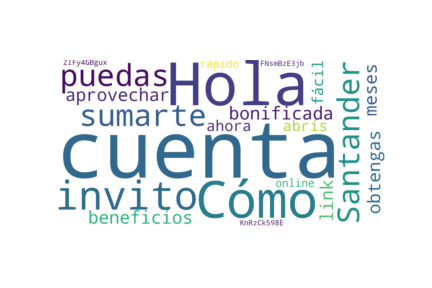 ZIFy4GBgux
rápido
FNsmBzE3jb
puedas
Hola
fácil
meses
aprovechar
sumarte
bonificada
ahora
abrís
Santander
cuenta
obtengas
invito
Cómo
online
link
beneficios
KnRzCk598E